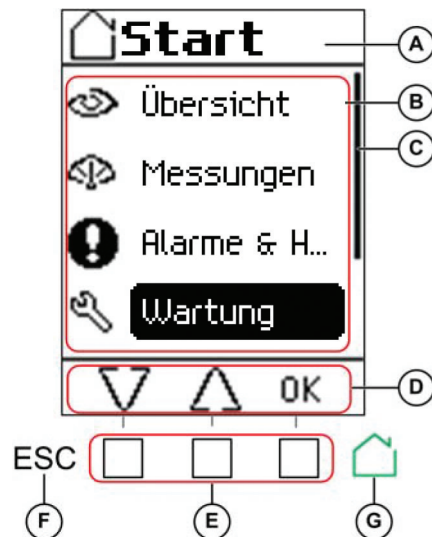 Start
A
Übersicht
B
C
Messungen
Alarme & H...
Wartung
OK
D
ESC
F
E
G